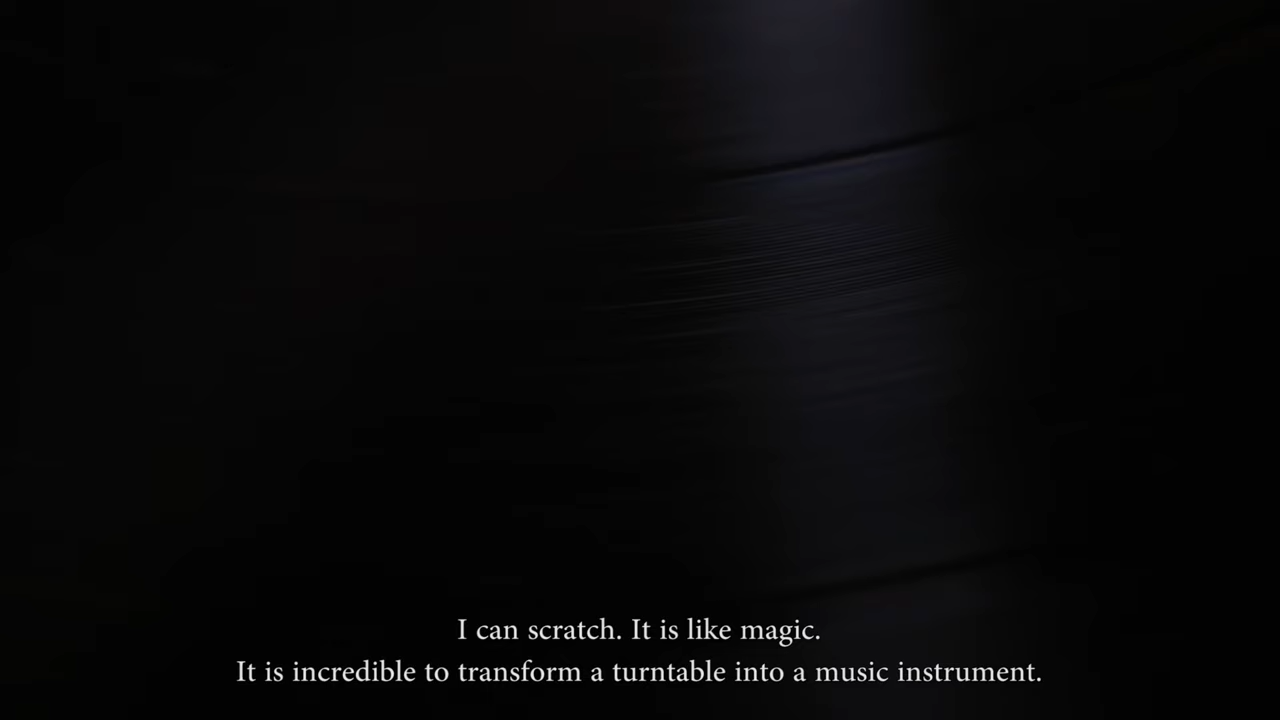 I can scratch. It is like magic.
It is incredible to transform a turntable into a music instrument.